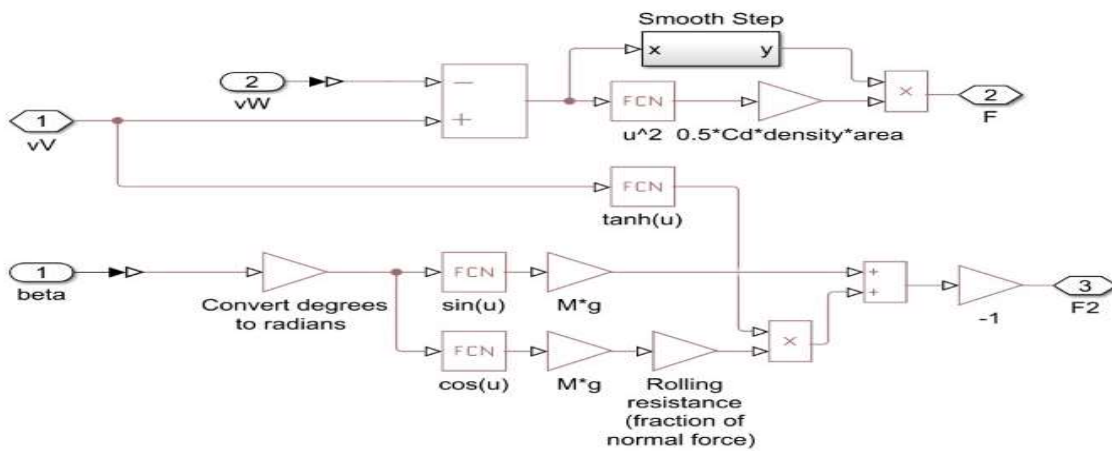 Smooth Step
x y
2
vW
−
+
1
vV
FCN
u^2
0.5*Cd*density*area
×
2
F
FCN
tanh(u)
1
beta
Convert degrees
to radians
FCN
sin(u)
M*g
+
+
-1
3
F2
FCN
cos(u)
M*g
Rolling
resistance
(fraction of
normal force)
×